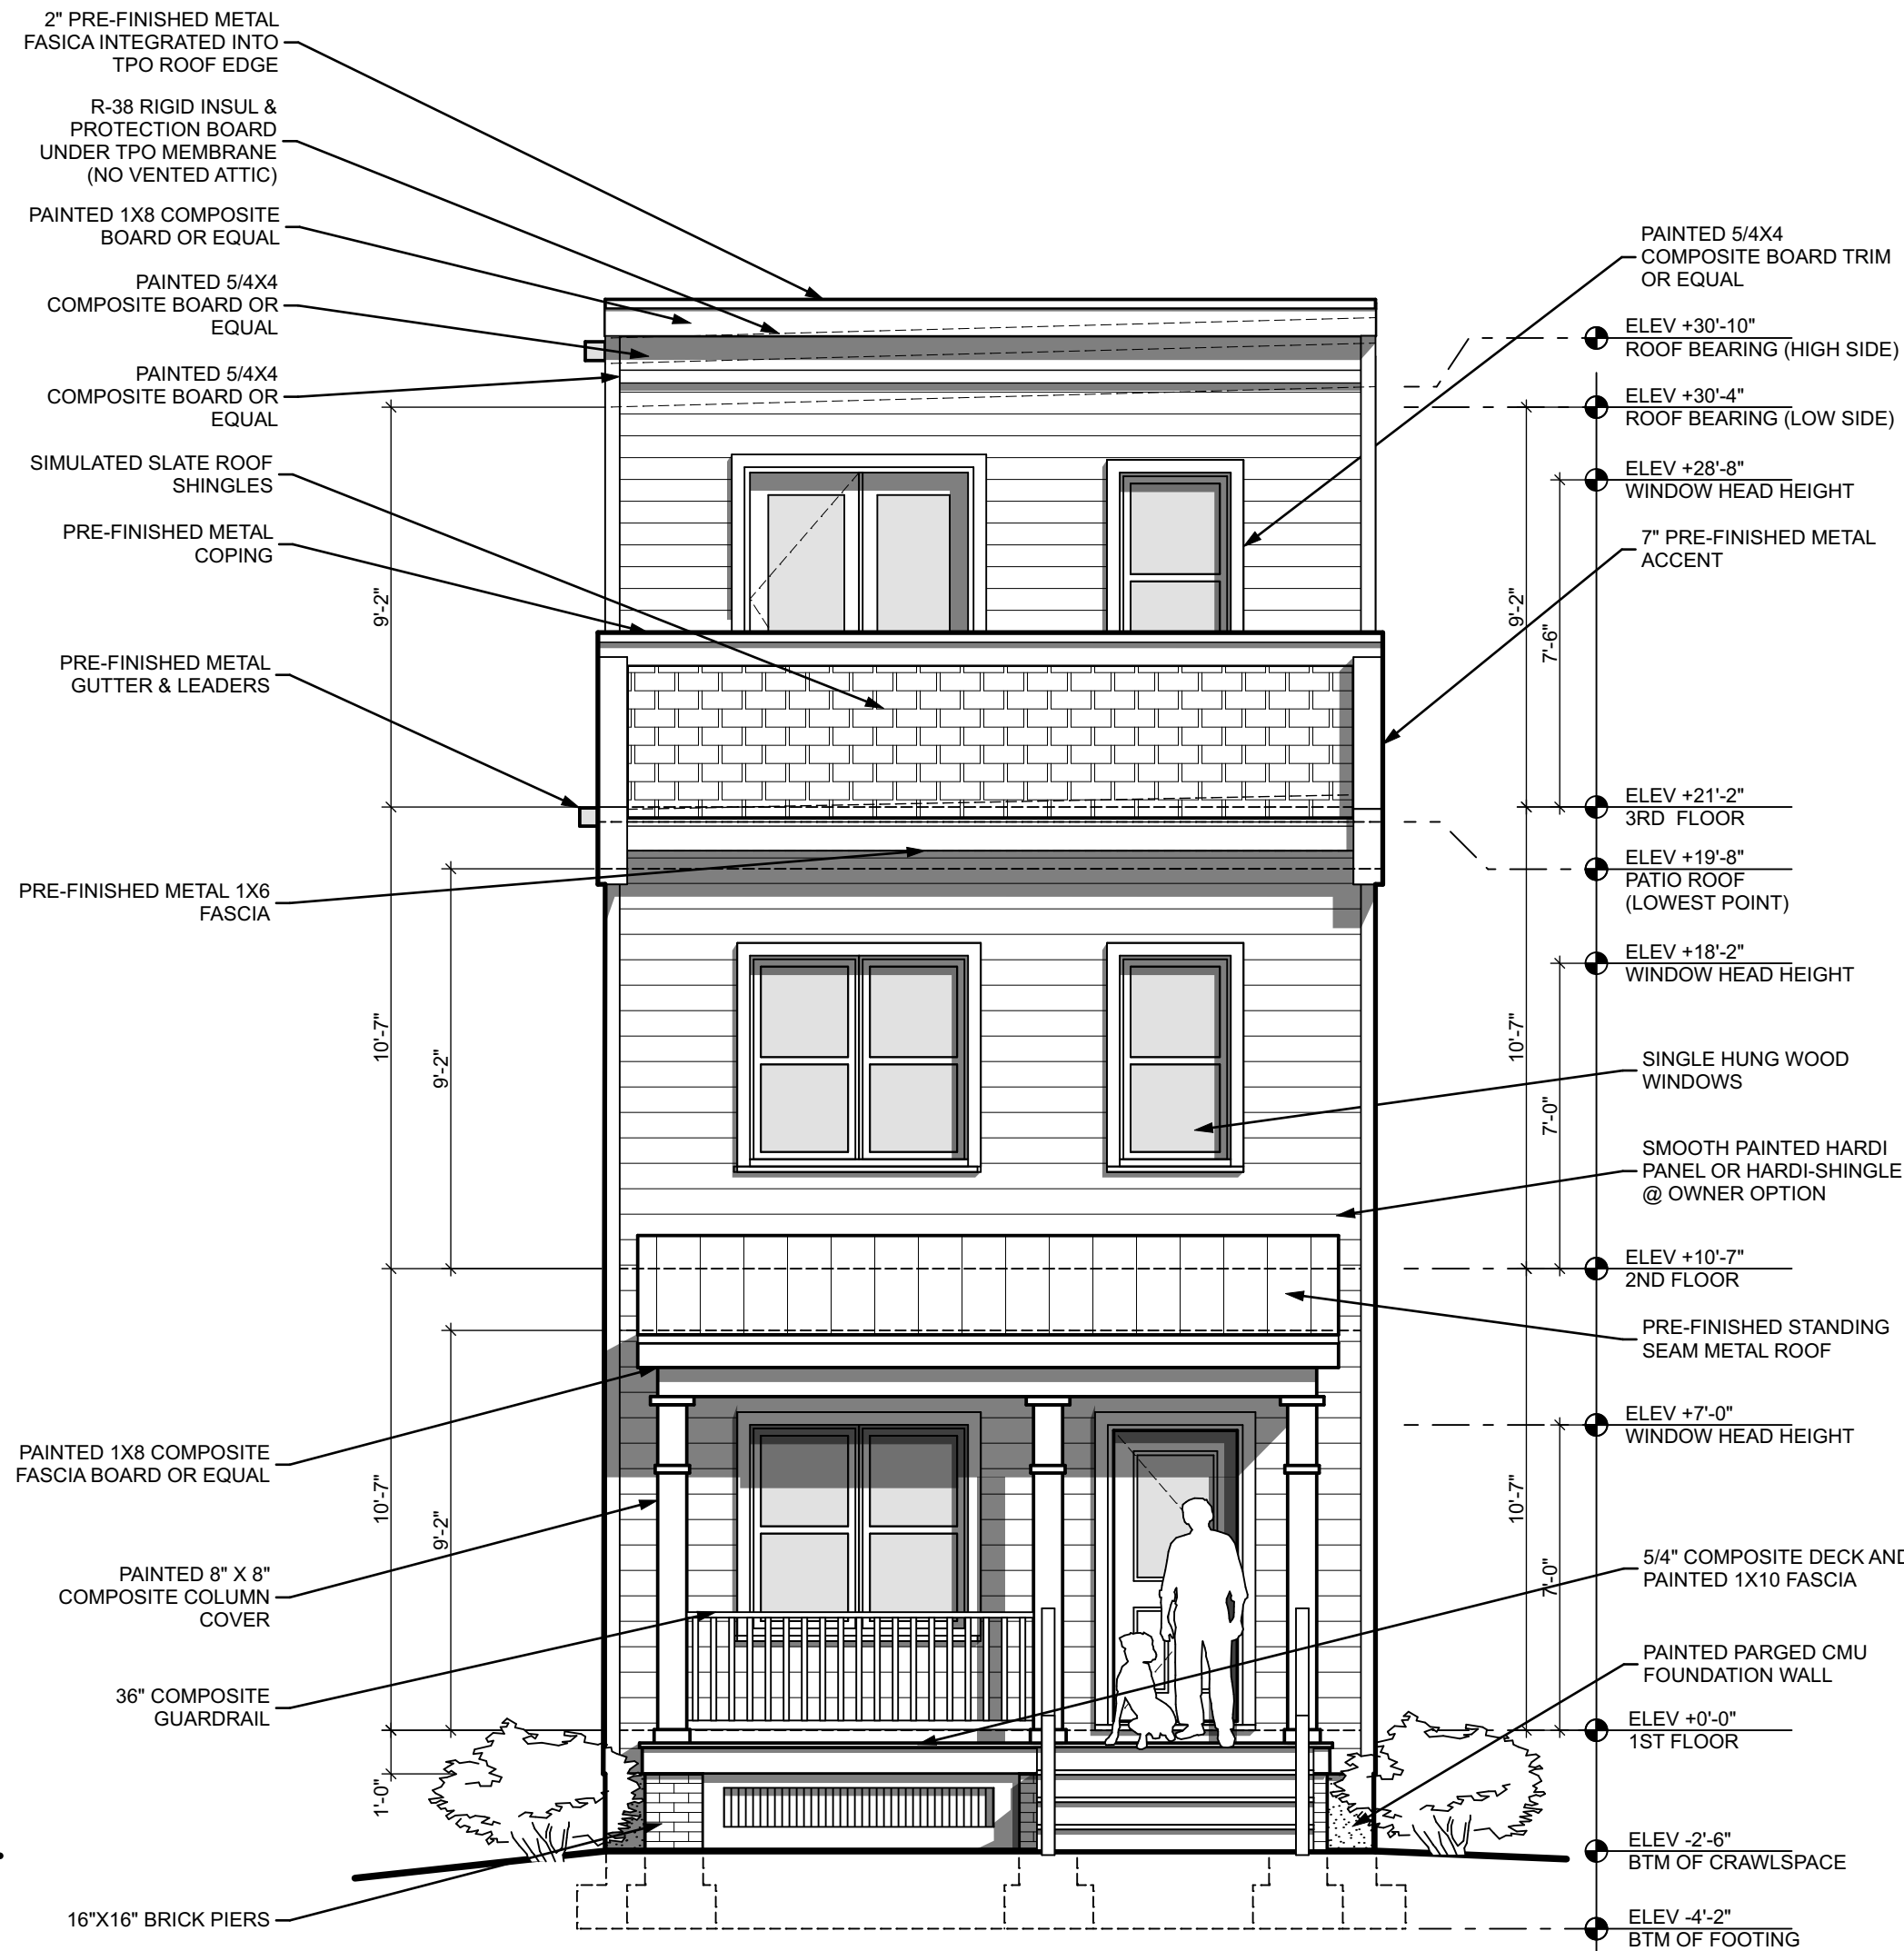 2" PRE-FINISHED METAL
FASICA INTEGRATED INTO
TPO ROOF EDGE
R-38 RIGID INSUL &
PROTECTION BOARD
UNDER TPO MEMBRANE
(NO VENTED ATTIC)
PAINTED 1X8 COMPOSITE
BOARD OR EQUAL
PAINTED 5/4X4
COMPOSITE BOARD OR
EQUAL
PAINTED 5/4X4
COMPOSITE BOARD OR
EQUAL
SIMULATED SLATE ROOF
SHINGLES
PRE-FINISHED METAL
COPING
PRE-FINISHED METAL
GUTTER & LEADERS
PRE-FINISHED METAL 1X6
FASCIA
PAINTED 1X8 COMPOSITE
FASCIA BOARD OR EQUAL
PAINTED 8" X 8"
COMPOSITE COLUMN
COVER
36" COMPOSITE
GUARDRAIL
16"X16" BRICK PIERS
9'-2"
10'-7"
9'-2"
10'-7"
9'-2"
1'-0"
9'-2"
7'-6"
10'-7"
7'-0"
10'-7"
7'-0"
PAINTED 5/4X4
COMPOSITE BOARD TRIM
OR EQUAL
ELEV +30'-10"
ROOF BEARING (HIGH SIDE)
ELEV +30'-4"
ROOF BEARING (LOW SIDE)
ELEV +28'-8"
WINDOW HEAD HEIGHT
7" PRE-FINISHED METAL
ACCENT
ELEV +21'-2"
3RD FLOOR
ELEV +19'-8"
PATIO ROOF
(LOWEST POINT)
ELEV +18'-2"
WINDOW HEAD HEIGHT
SINGLE HUNG WOOD
WINDOWS
SMOOTH PAINTED HARDI
PANEL OR HARDI-SHINGLE
@ OWNER OPTION
ELEV +10'-7"
2ND FLOOR
PRE-FINISHED STANDING
SEAM METAL ROOF
ELEV +7'-0"
WINDOW HEAD HEIGHT
5/4" COMPOSITE DECK AND
PAINTED 1X10 FASCIA
PAINTED PARGED CMU
FOUNDATION WALL
ELEV +0'-0"
1ST FLOOR
ELEV -2'-6"
BTM OF CRAWLSPACE
ELEV -4'-2"
BTM OF FOOTING